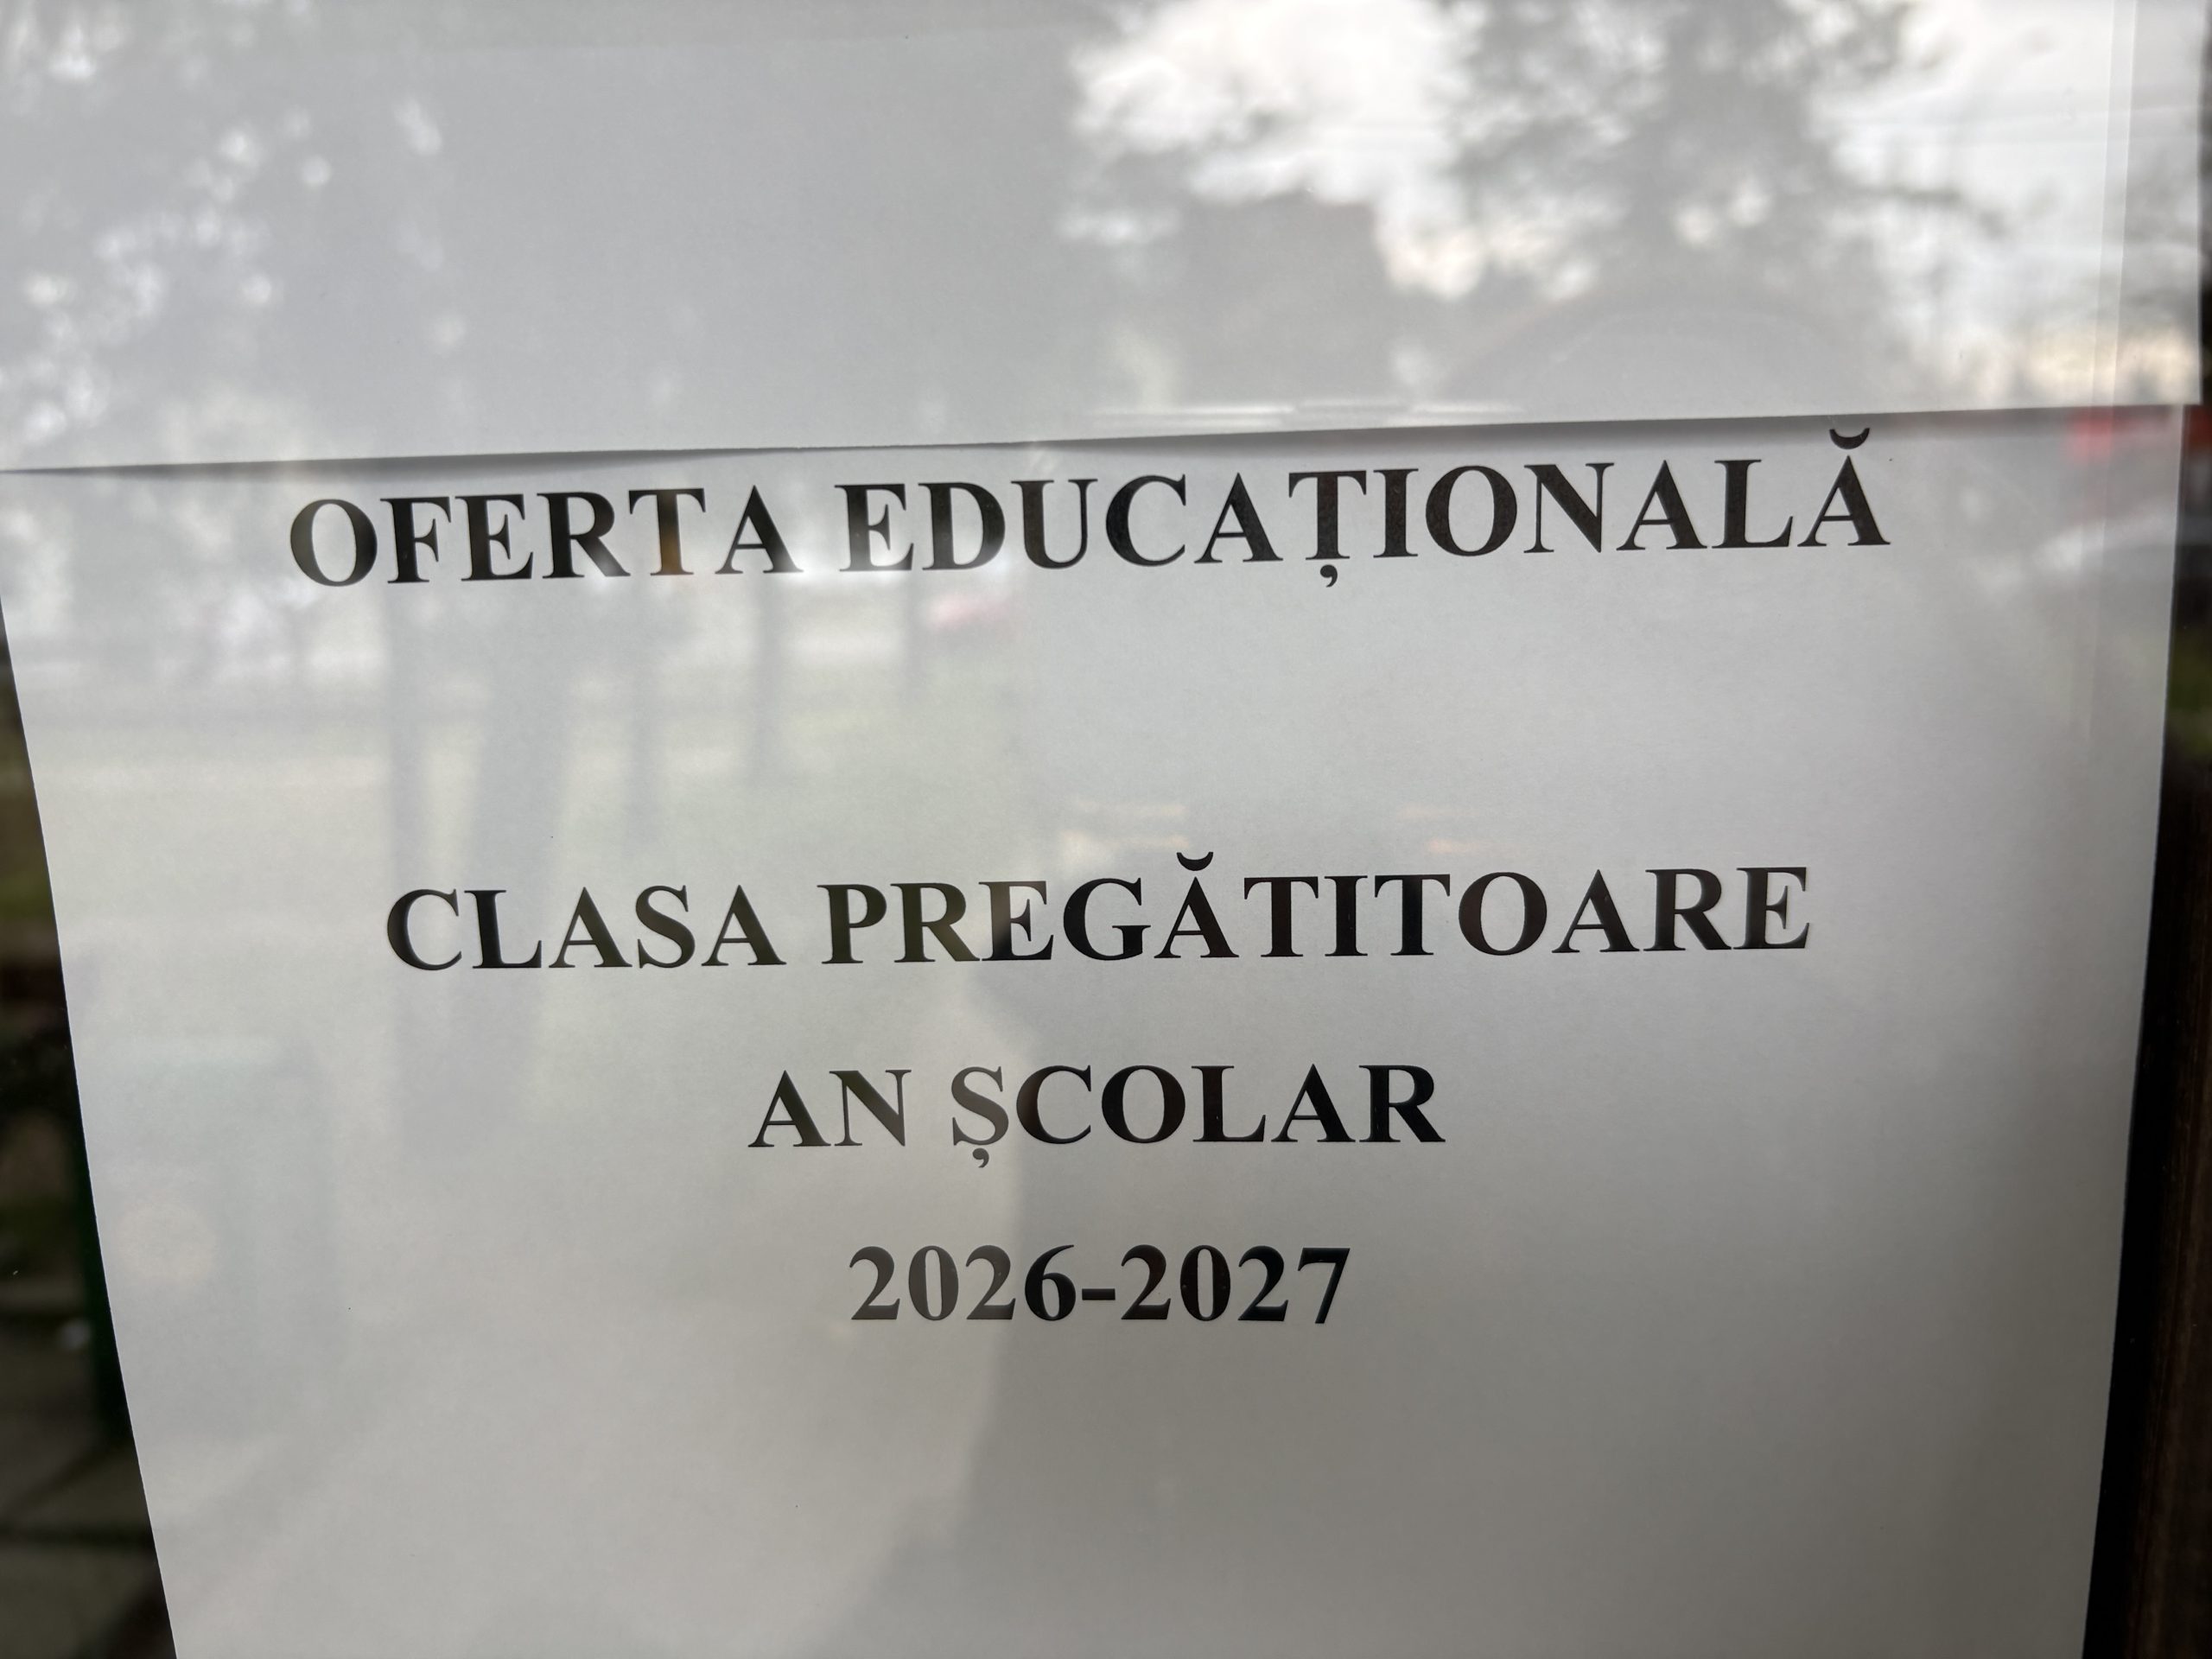 OFERTA EDUCAȚIONALĂ
CLASA PREGĂTITOARE
AN ȘCOLAR
2026-2027